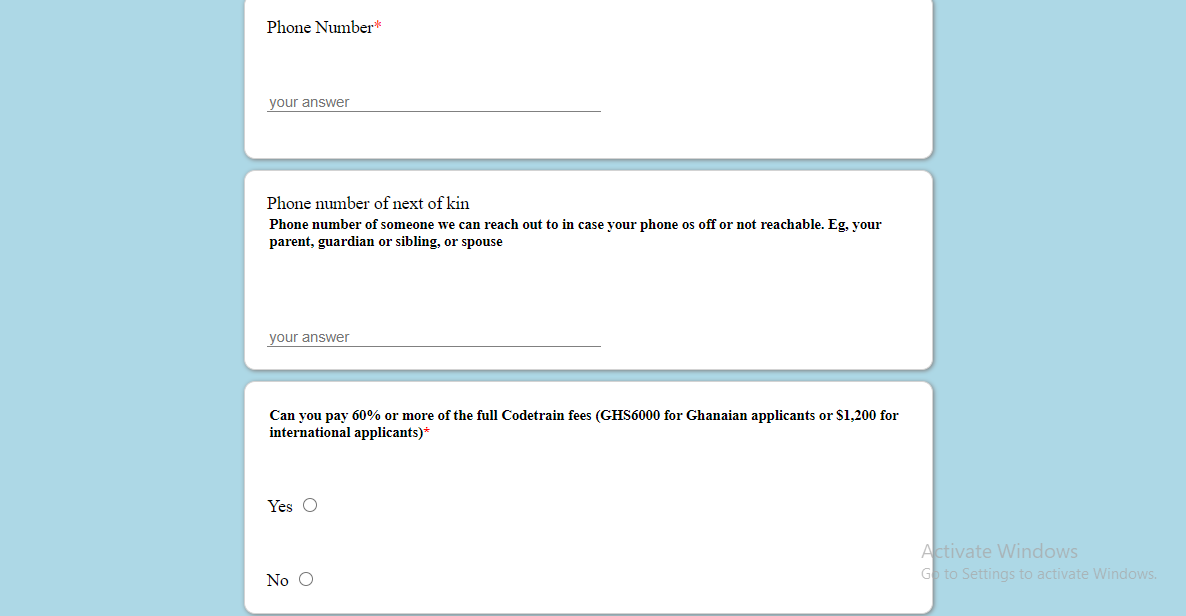 Phone Number*
your answer
Phone number of next of kin
Phone number of someone we can reach out to in case your phone os off or not reachable. Eg, your
parent, guardian or sibling, or spouse
your answer
Can you pay 60% or more of the full Codetrain fees (GHS6000 for Ghanaian applicants or $1,200 for
international applicants)*
Yes
No
Activate Windows
Go to Settings to activate Windows.